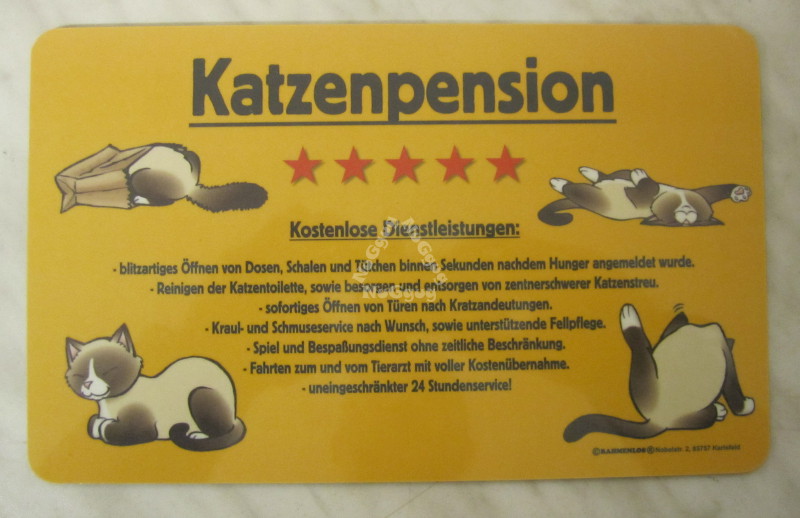 Katzenpension
Kostenlose Dienstleistungen:
- blitzartiges Öffnen von Dosen, Schalen und Tütchen binnen Sekunden nachdem Hunger angemeldet wurde.
- Reinigen der Katzentoilette, sowie besorgen und entsorgen von zentnerschwerer Katzenstreu.
- sofortiges Öffnen von Türen nach Kratzandeutungen.
- Kraul- und Schmuseservice nach Wunsch, sowie unterstützende Fellpflege.
- Spiel und Bespaßungsdienst ohne zeitliche Beschränkung.
- Fahrten zum und vom Tierarzt mit voller Kostenübernahme.
- uneingeschränkter 24 Stundenservice!
©RAHMENLOS®